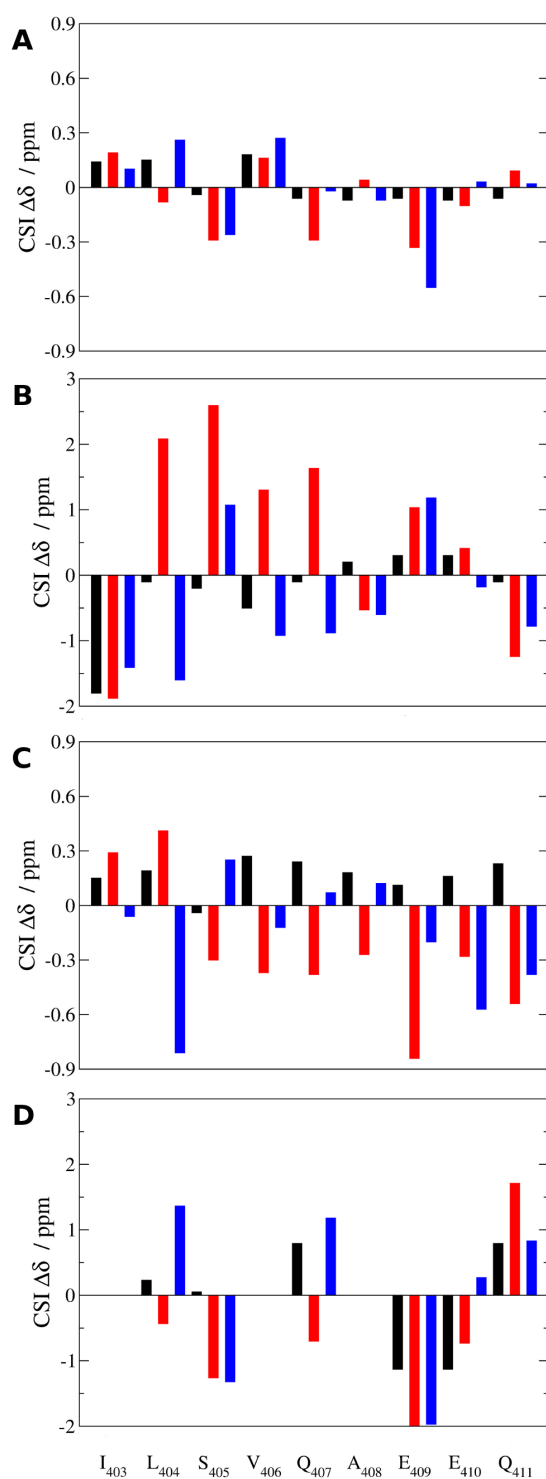 A
0.9
0.6
0.3
0
-0.3
-0.6
-0.9
CSI Δδ / ppm
B
3
2
1
0
-1
-2
CSI Δδ / ppm
C
0.9
0.6
0.3
0
-0.3
-0.6
-0.9
CSI Δδ / ppm
D
3
2
1
0
-1
-2
CSI Δδ / ppm
I403 L404 S405 V406 Q407 A408 E409 E410 Q411